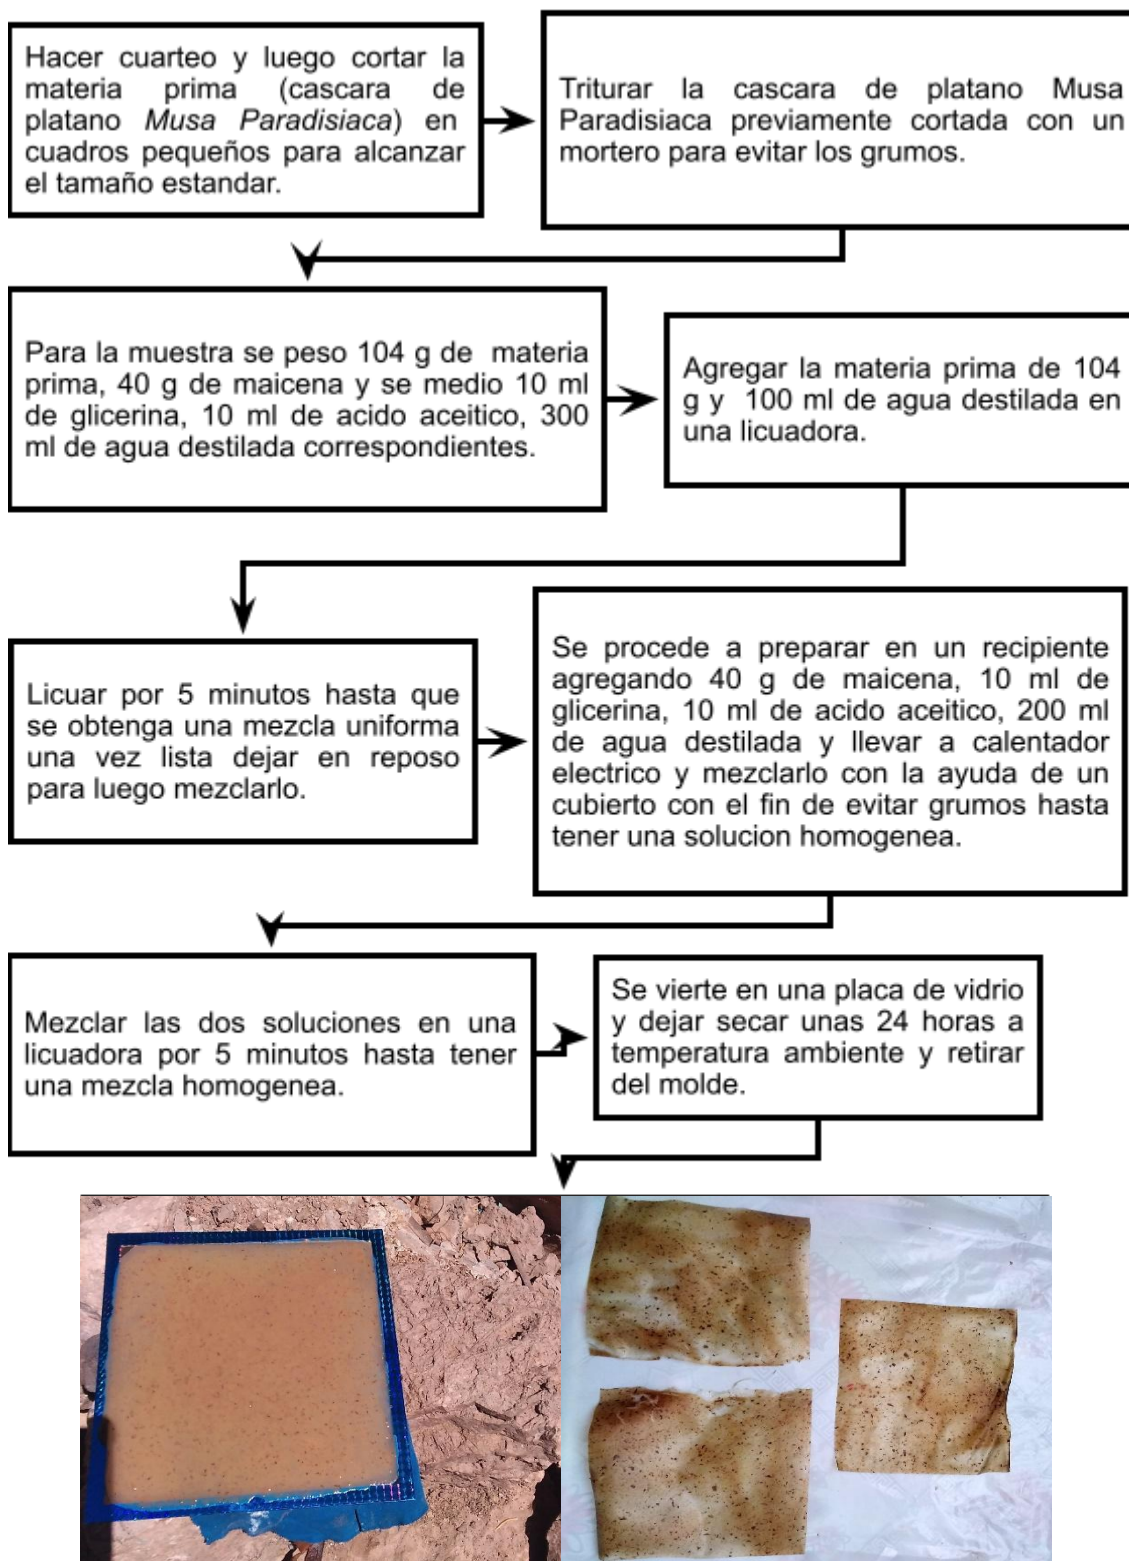 Hacer cuarteo y luego cortar la
materia prima (cascara de
platano Musa Paradisiaca) en
cuadros pequeños para alcanzar
el tamaño estandar.
Triturar la cascara de platano Musa
Paradisiaca previamente cortada con un
mortero para evitar los grumos.
Para la muestra se peso 104 g de materia
prima, 40 g de maicena y se medio 10 ml
de glicerina, 10 ml de acido aceitico, 300
ml de agua destilada correspondientes.
Agregar la materia prima de 104
g y 100 ml de agua destilada en
una licuadora.
Licuar por 5 minutos hasta que
se obtenga una mezcla uniforma
una vez lista dejar en reposo
para luego mezclarlo.
Se procede a preparar en un recipiente
agregando 40 g de maicena, 10 ml de
glicerina, 10 ml de acido aceitico, 200 ml
de agua destilada y llevar a calentador
electrico y mezclarlo con la ayuda de un
cubierto con el fin de evitar grumos hasta
tener una solucion homogenea.
Mezclar las dos soluciones en una
licuadora por 5 minutos hasta tener
una mezcla homogenea.
Se vierte en una placa de vidrio
y dejar secar unas 24 horas a
temperatura ambiente y retirar
del molde.